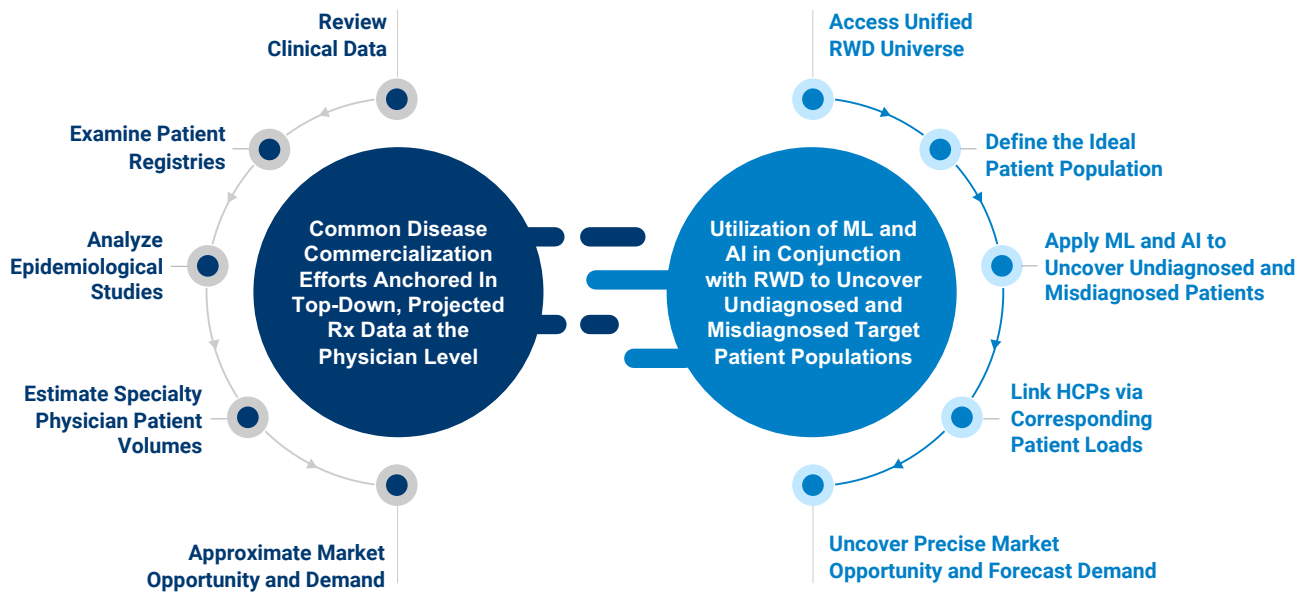 Review
Clinical Data
Examine Patient
Registries
Analyze
Epidemiological
Studies
Estimate Specialty
Physician Patient
Volumes
Approximate Market
Opportunity and Demand
Common Disease
Commercialization
Efforts Anchored In
Top-Down, Projected
Rx Data at the
Physician Level
Utilization of ML and
AI in Conjunction
with RWD to Uncover
Undiagnosed and
Misdiagnosed Target
Patient Populations
Access Unified
RWD Universe
Define the Ideal
Patient Population
Apply ML and AI to
Uncover Undiagnosed and
Misdiagnosed Patients
Link HCPs via
Corresponding
Patient Loads
Uncover Precise Market
Opportunity and Forecast Demand